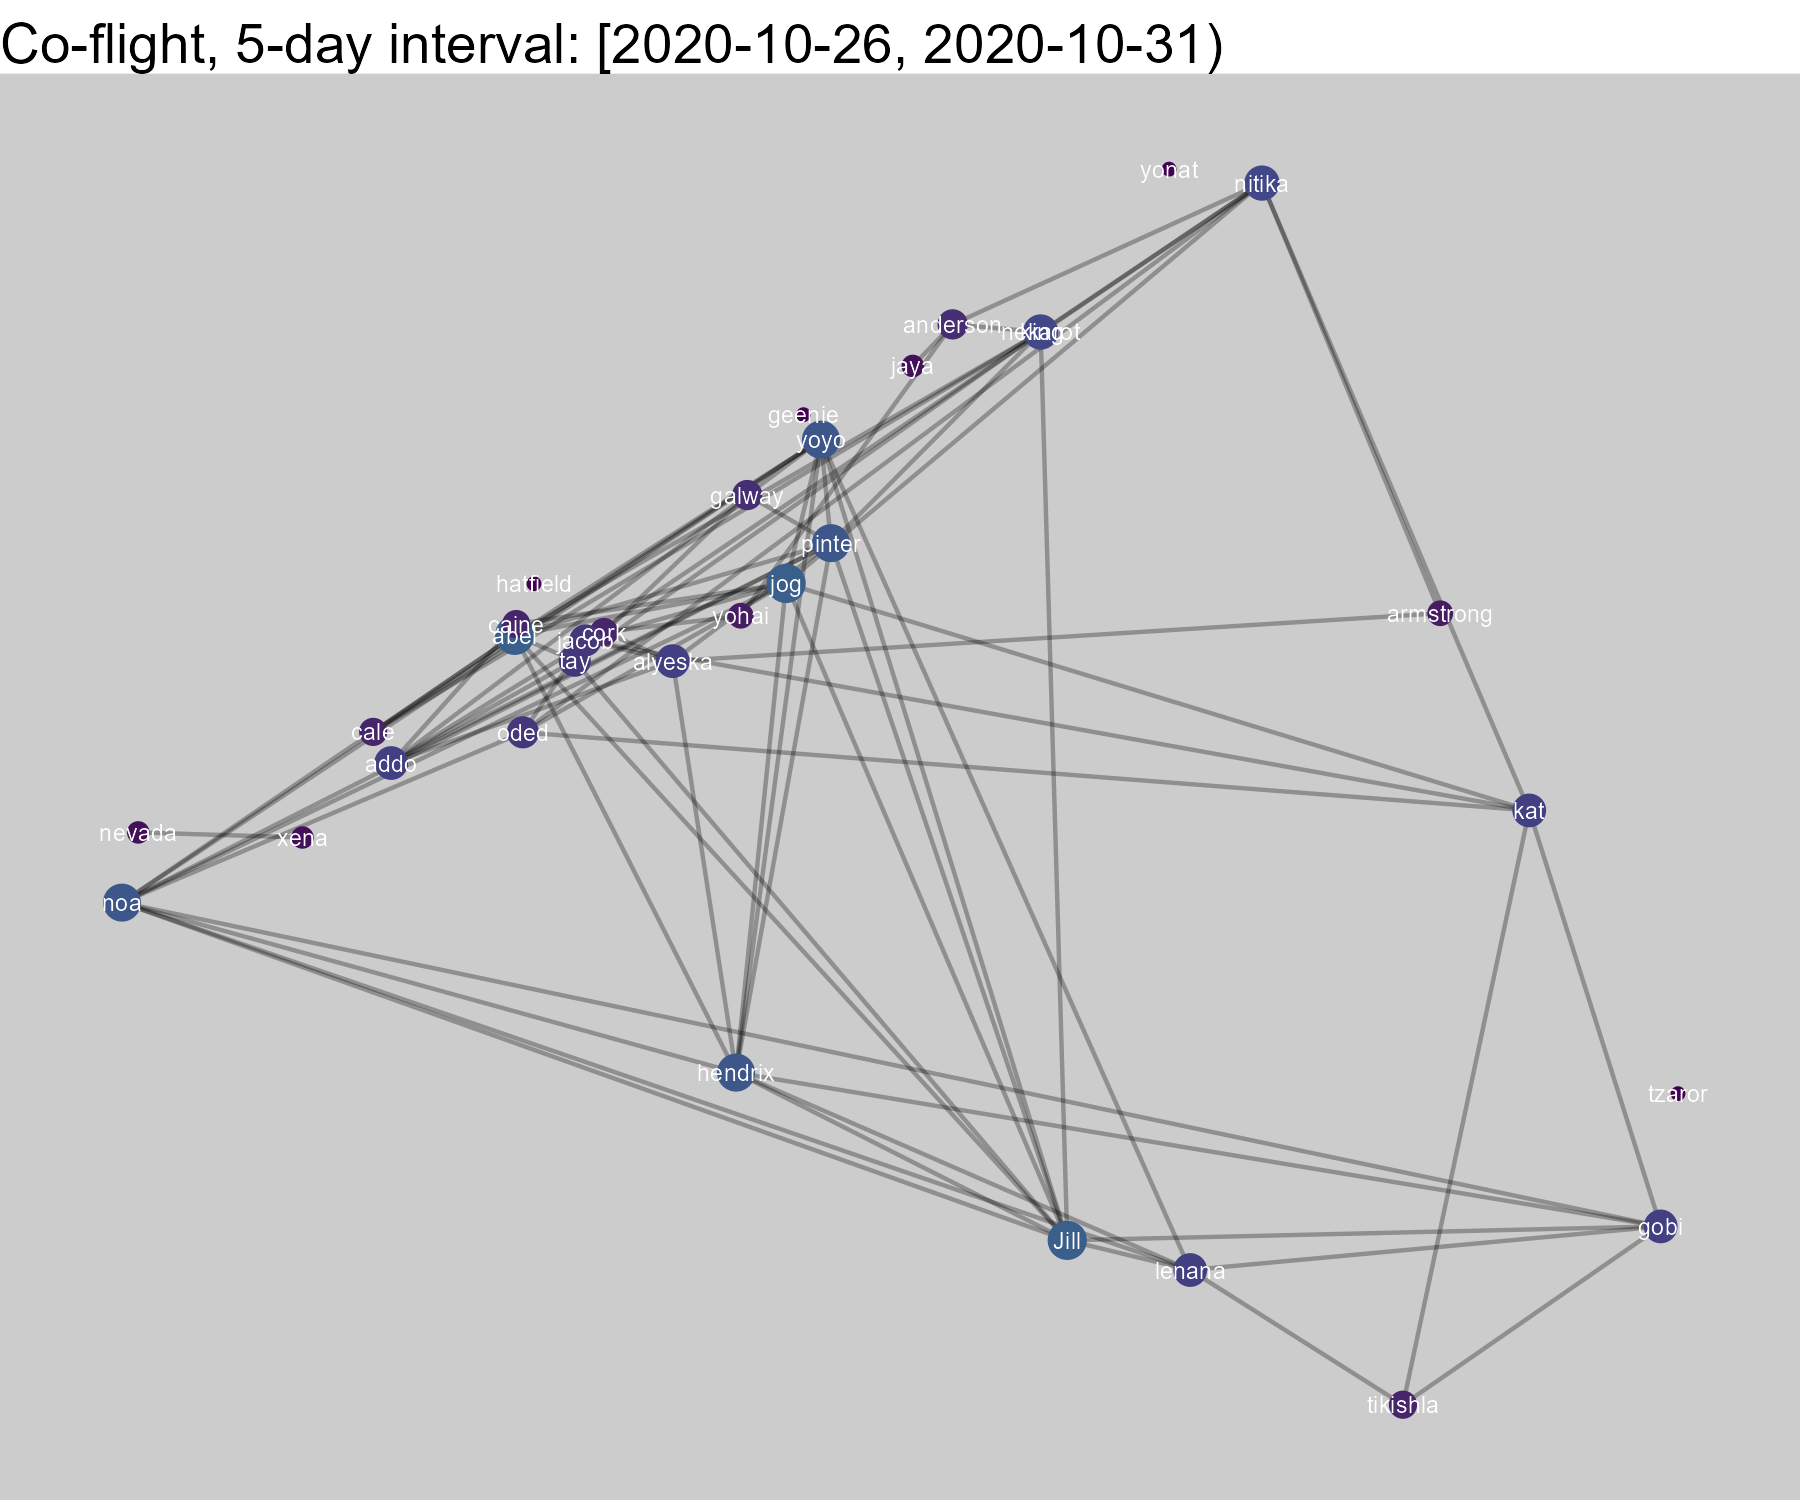 Co-flight, 5-day interval: [2020-10-26, 2020-10-31)
yonat
nitika
anderson
jaya
geenie
yoyo
galway
pinter
jog
hatfield
caine
abel
jacob
cork
tay
yohai
alyeska
armstrong
cale
addo
oded
kat
nevada
xena
noa
hendrix
tzaror
gobi
Jill
lenana
tikishla